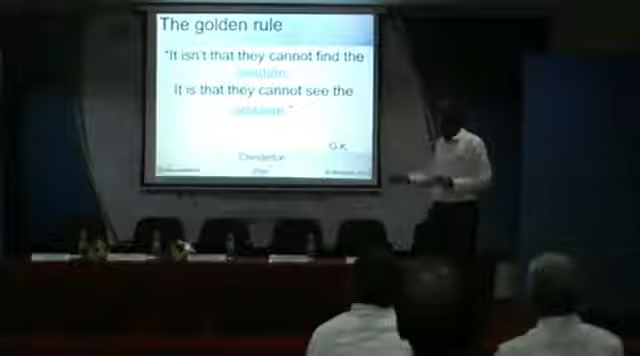 The golden rule
"It isn't that they cannot find the
solution.
It is that they cannot see the
problem."
G.K.
Chesterton